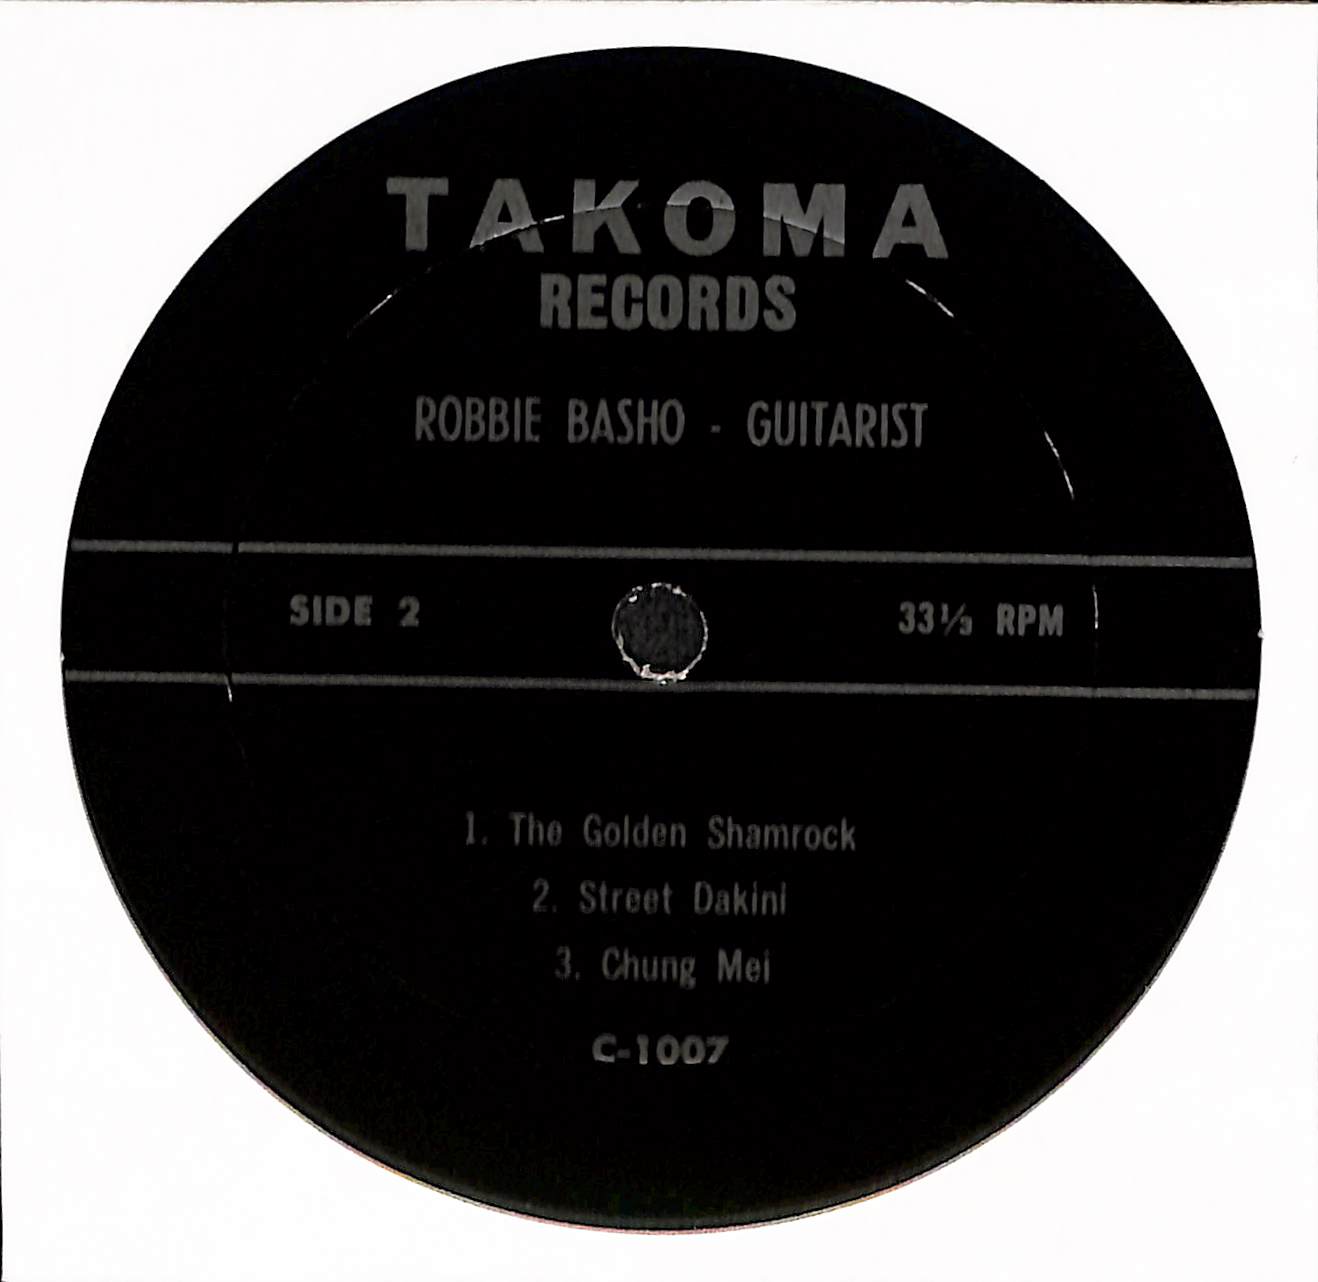 TAKOMA
RECORDS
ROBBIE BASHO - GUITARIST
SIDE 2
33⅓ RPM
1. The Golden Shamrock
2. Street Dakini
3. Chung Mei
C-1007